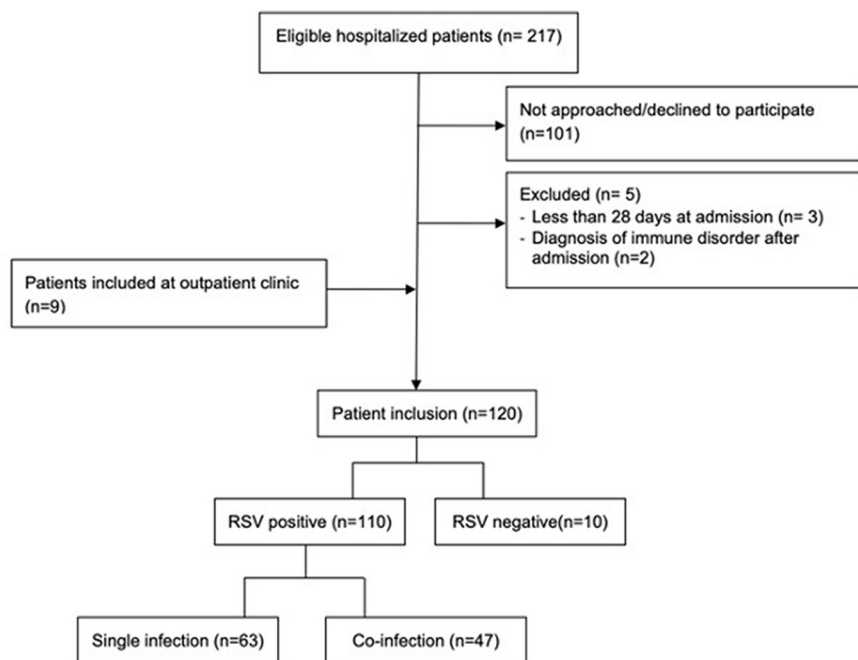 Eligible hospitalized patients (n= 217)
Not approached/declined to participate
(n=101)
Excluded (n= 5)
- Less than 28 days at admission (n= 3)
- Diagnosis of immune disorder after
admission (n=2)
Patients included at outpatient clinic
(n=9)
Patient inclusion (n=120)
RSV positive (n=110)
RSV negative(n=10)
Single infection (n=63)
Co-infection (n=47)